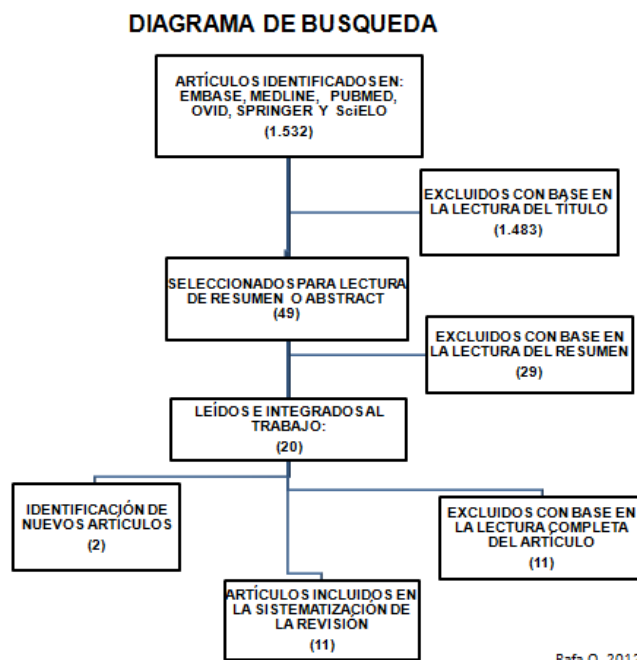 DIAGRAMA DE BUSQUEDA
ARTÍCULOS IDENTIFICADOS EN:
EMBASE, MEDLINE, PUBMED,
OVID, SPRINGER Y SciELO
(1.532)
EXCLUIDOS CON BASE EN
LA LECTURA DEL TÍTULO
(1.483)
SELECCIONADOS PARA LECTURA
DE RESUMEN O ABSTRACT
(49)
EXCLUIDOS CON BASE EN
LA LECTURA DEL RESUMEN
(29)
LEÍDOS E INTEGRADOS AL
TRABAJO:
(20)
IDENTIFICACIÓN DE
NUEVOS ARTÍCULOS
(2)
EXCLUIDOS CON BASE EN
LA LECTURA COMPLETA
DEL ARTÍCULO
(11)
ARTÍCULOS INCLUIDOS EN
LA SISTEMATIZACIÓN DE
LA REVISIÓN
(11)